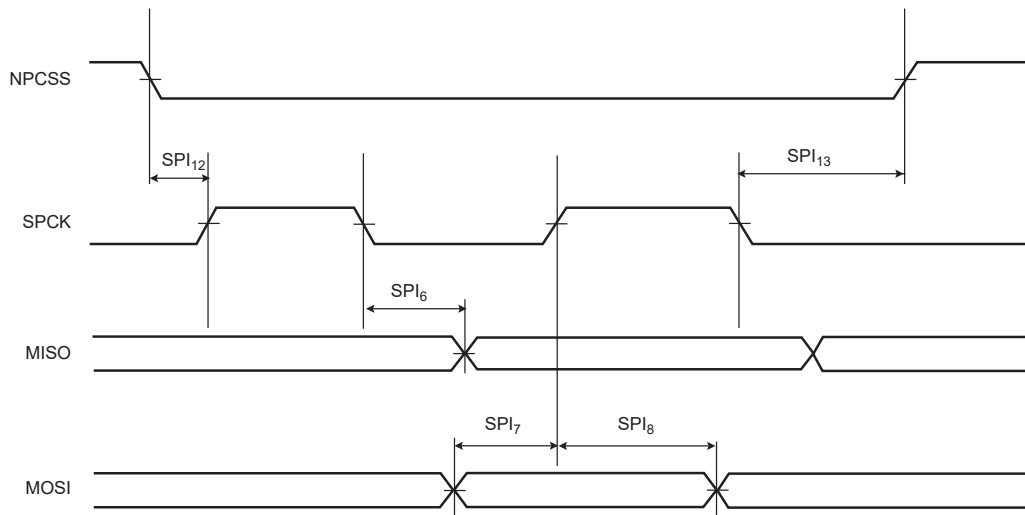 NPCSS
SPI₁₂
SPI₁₃
SPCK
SPI₆
MISO
SPI₇
SPI₈
MOSI